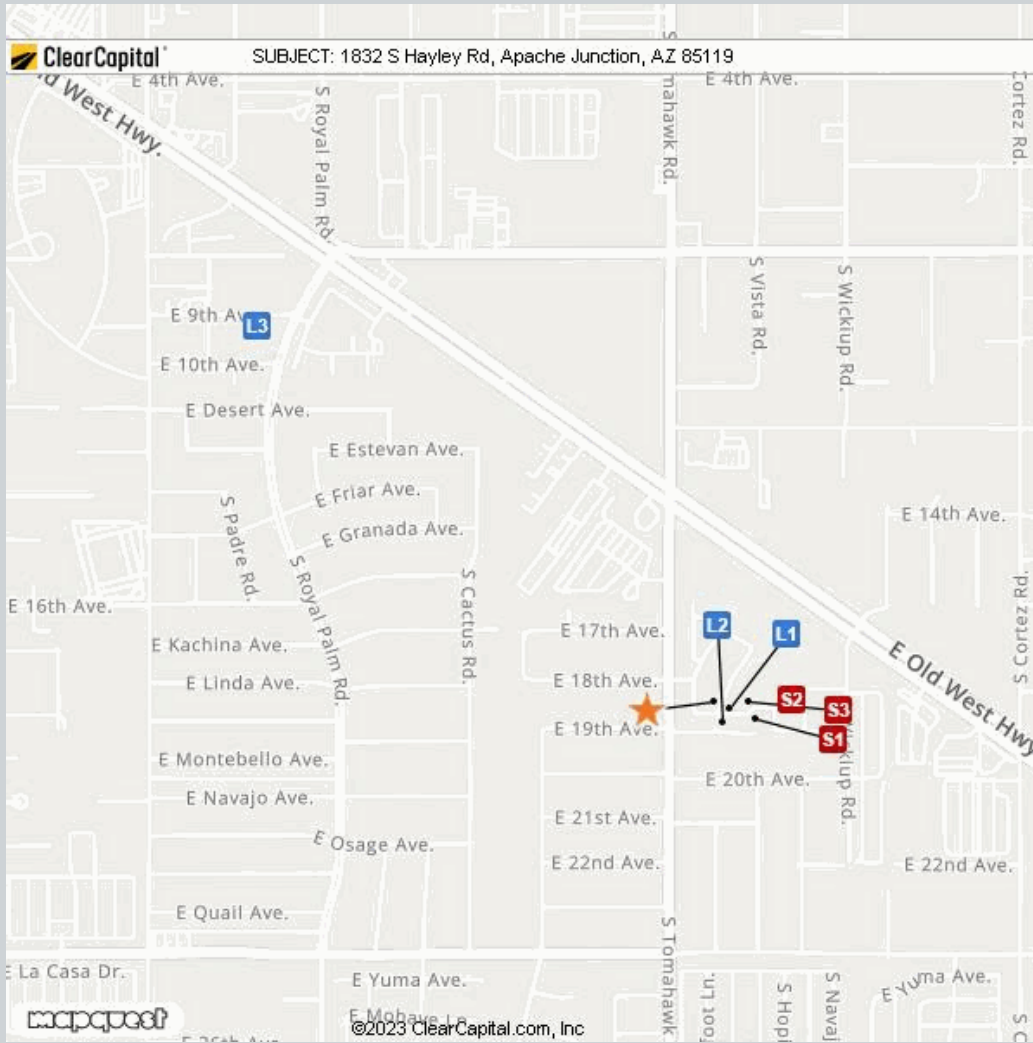 ClearCapital
SUBJECT: 1832 S Hayley Rd, Apache Junction, AZ 85119
E 4th Ave.
E 4th Ave.
West Hwy.
S Royal Palm Rd.
mahawk Rd.
Cortez Rd.
S Vista Rd.
S Wickiup Rd.
E 9th
L3
E 10th Ave.
E Desert Ave.
E Estevan Ave.
E Friar Ave.
E Granada Ave.
S Padre Rd.
E 14th Ave.
S Royal Palm Rd.
S Cactus Rd.
S Cortez Rd.
E 16th Ave.
E 17th Ave.
L2
L1
E Kachina Ave.
E Old West Hwy
E Linda Ave.
E 18th Ave.
S2
S3
E 19th Ave.
S1
kiup Rd.
E Montebello Ave.
E 20th Ave.
E Navajo Ave.
E 21st Ave.
E Osage Ave.
E 22nd Ave.
E 22nd Ave.
E Quail Ave.
S Tomahawk
E La Casa Dr.
E Yuma Ave.
foot Ln.
S Hopi
S Navaj
E Yuma Ave.
mapquest
E Mohave Ln
©2023 ClearCapital.com, Inc